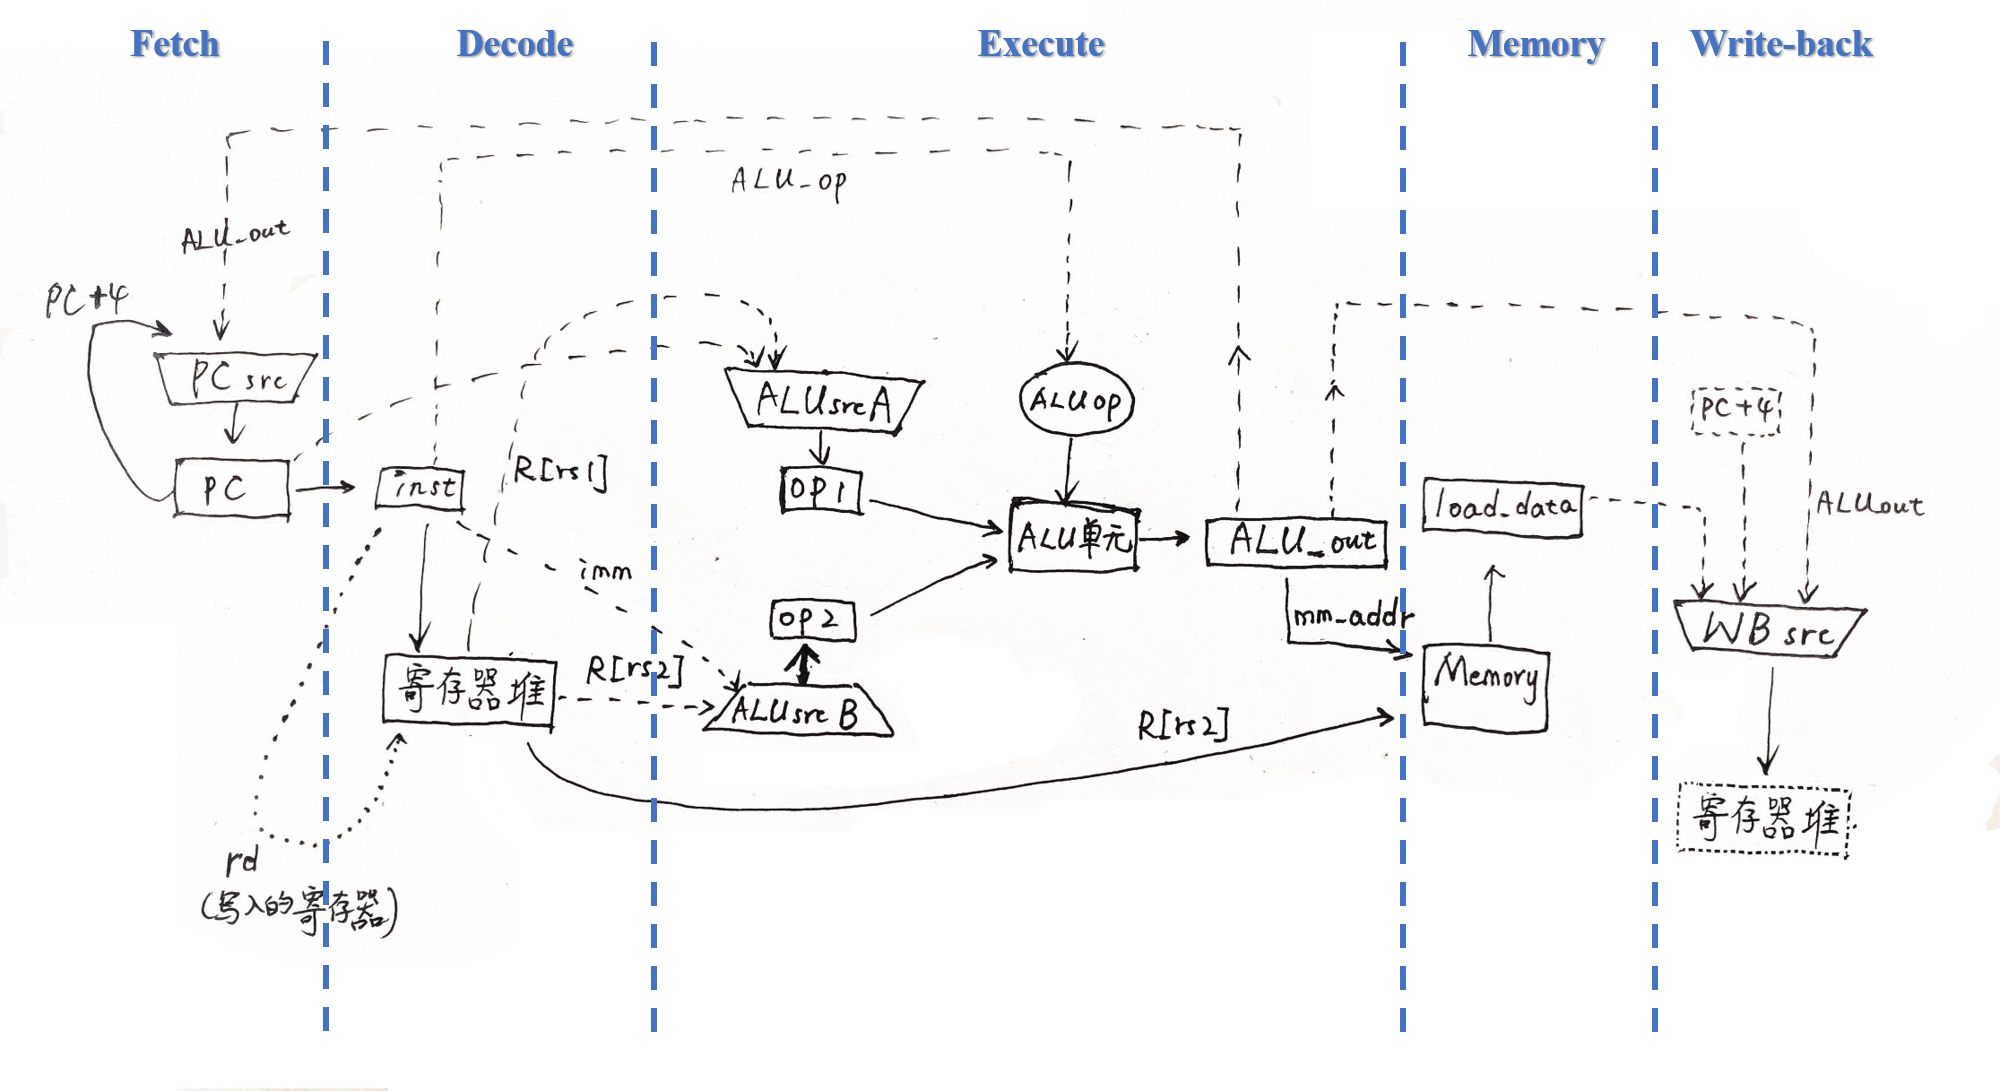 Fetch
Decode
Execute
Memory
Write-back
ALU_op
ALU_out
PC+4
PC src
ALUsrcA
ALUop
PC+4
PC
inst
R[rs1]
OP1
ALU单元
ALU_out
load_data
ALUout
imm
op2
mm_addr
WB src
寄存器堆
R[rs2]
ALUsrc B
R[rs2]
Memory
寄存器堆
rd
(写入的寄存器)